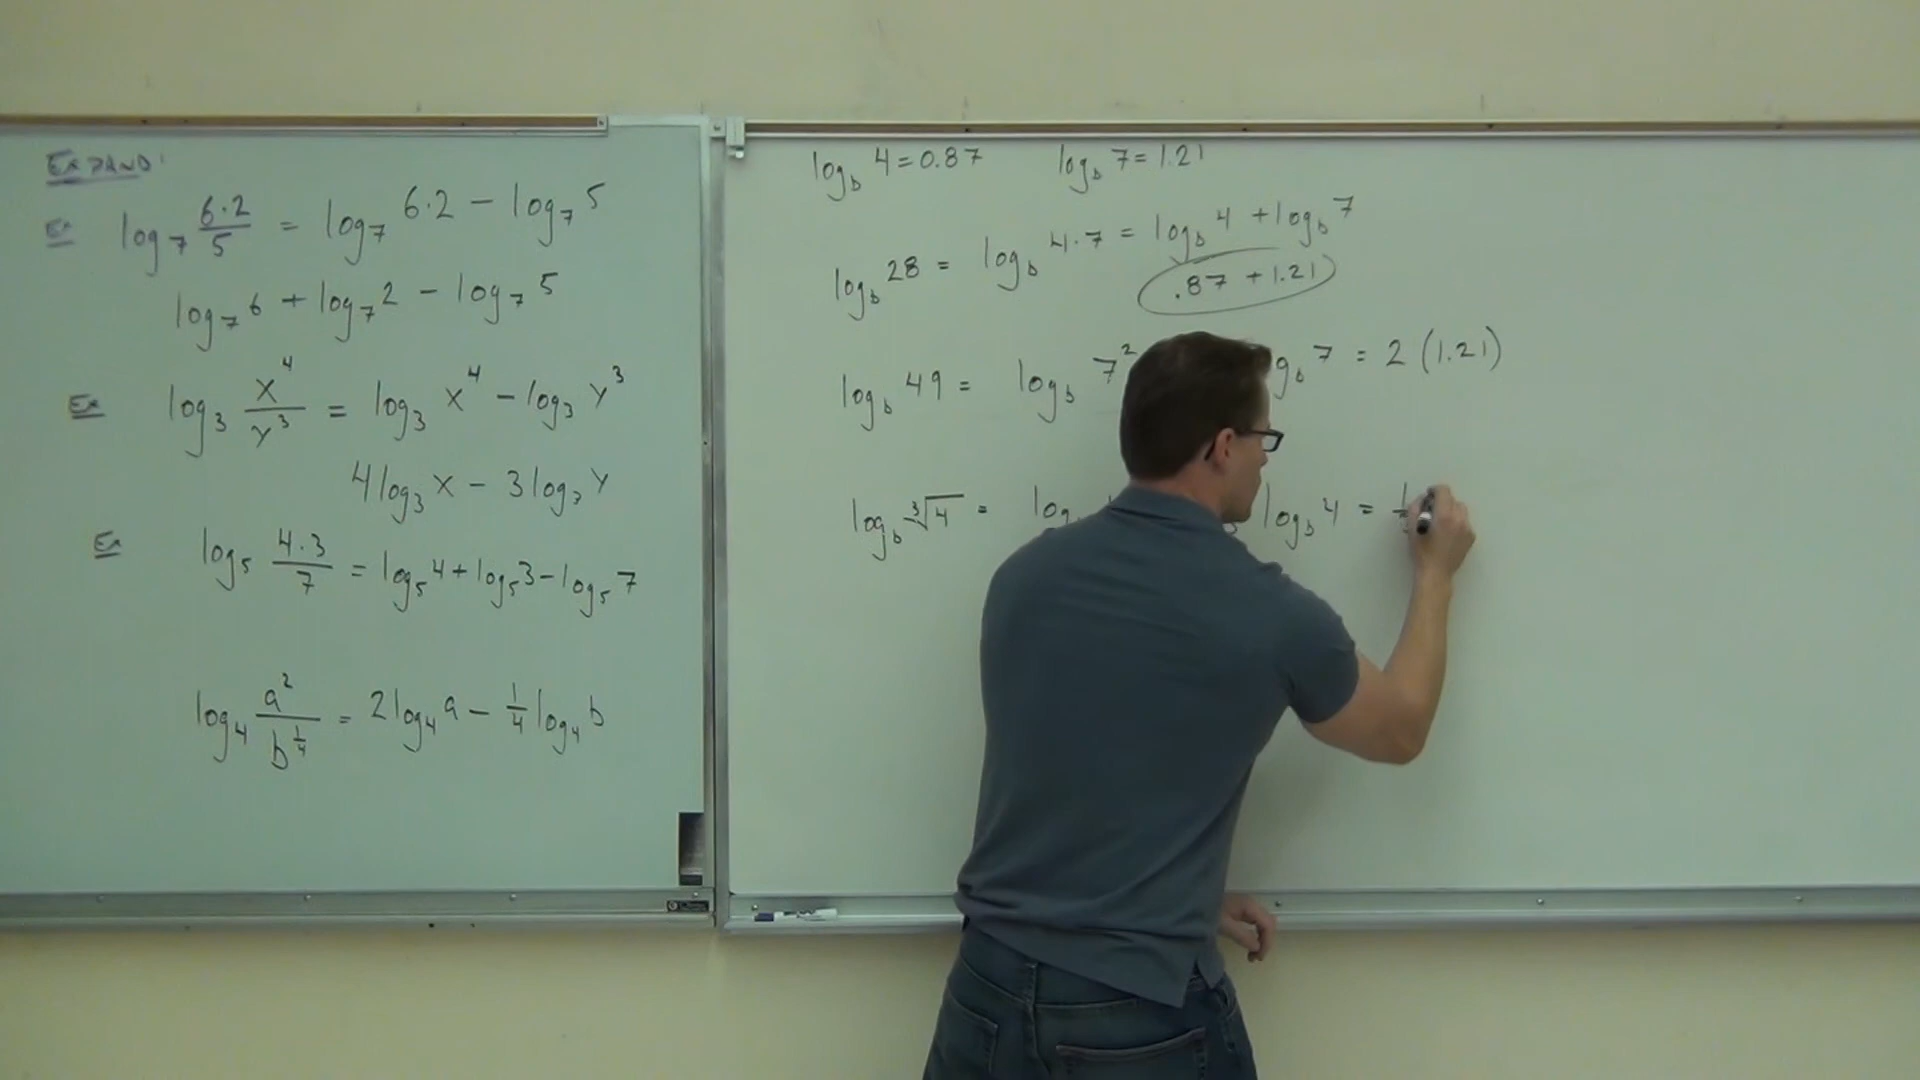 EXPAND:
Ex log₇ 6·2/5 = log₇ 6·2 − log₇ 5
log₇ 6 + log₇ 2 − log₇ 5
Ex log₃ x⁴/y³ = log₃ x⁴ − log₃ y³
4 log₃ x − 3 log₃ y
Ex log₅ 4·3/7 = log₅ 4 + log₅ 3 − log₅ 7
log₄ a²/b^¼ = 2 log₄ a − ¼ log₄ b
log_b 4 = 0.87 log_b 7 = 1.21
log_b 28 = log_b 4·7 = log_b 4 + log_b 7
.87 + 1.21
log_b 49 = log_b 7² og_b 7 = 2 (1.21)
log_b ∛4 = log log_b 4 =